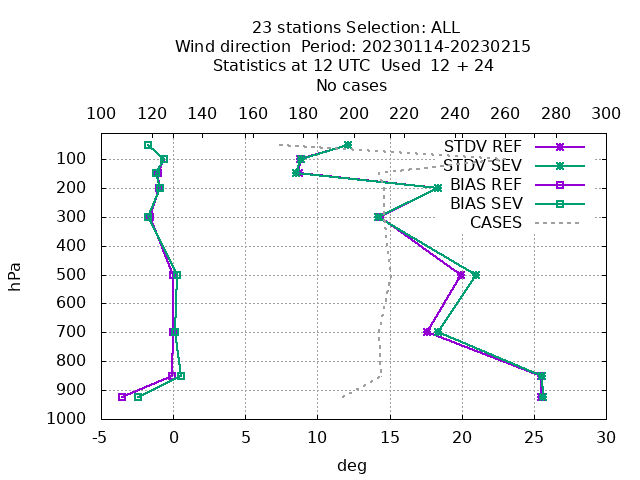 23 stations Selection: ALL
Wind direction  Period: 20230114-20230215
Statistics at 12 UTC  Used  12 + 24
No cases
100 120 140 160 180 200 220 240 260 280 300
STDV REF
STDV SEV
BIAS REF
BIAS SEV
CASES
100
200
300
400
500
600
700
800
900
1000
hPa
-5 0 5 10 15 20 25 30
deg